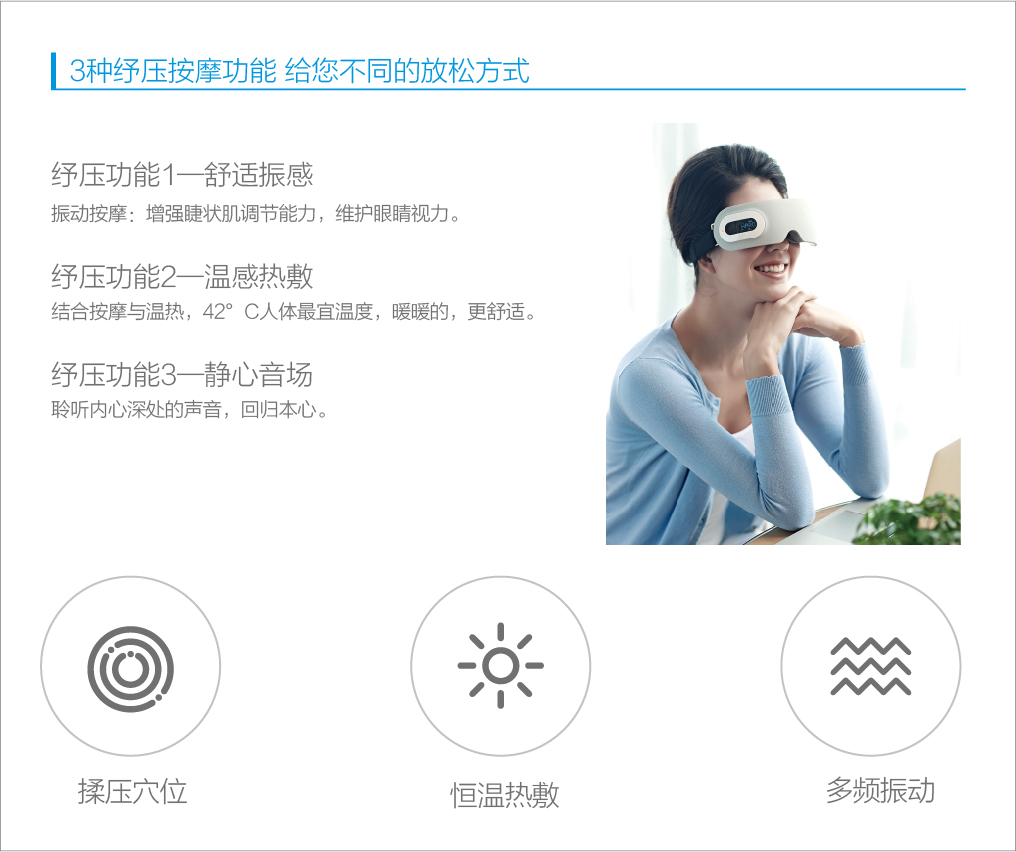 3种纾压按摩功能 给您不同的放松方式
纾压功能1—舒适振感
振动按摩：增强睫状肌调节能力，维护眼睛视力。
纾压功能2—温感热敷
结合按摩与温热，42°C人体最宜温度，暖暖的，更舒适。
纾压功能3—静心音场
聆听内心深处的声音，回归本心。
揉压穴位
恒温热敷
多频振动